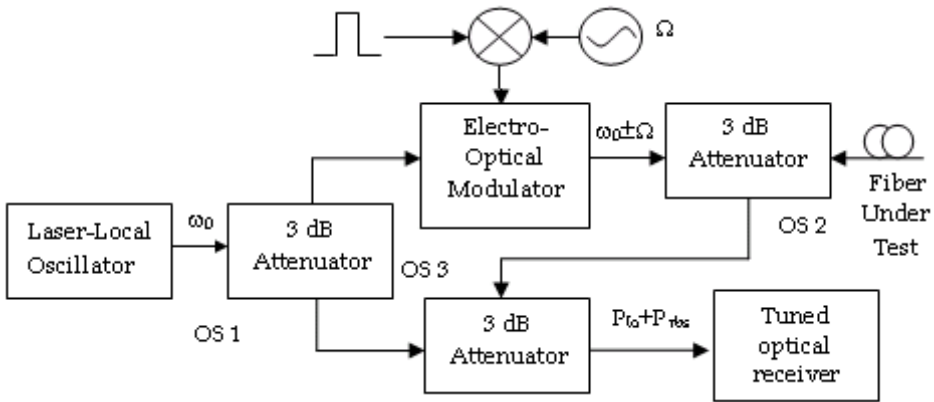 Ω
Electro-
Optical
Modulator
ω₀±Ω
3 dB
Attenuator
Fiber
Under
Test
OS 2
Laser-Local
Oscillator
ω₀
3 dB
Attenuator
OS 3
OS 1
3 dB
Attenuator
Tuned
optical
receiver